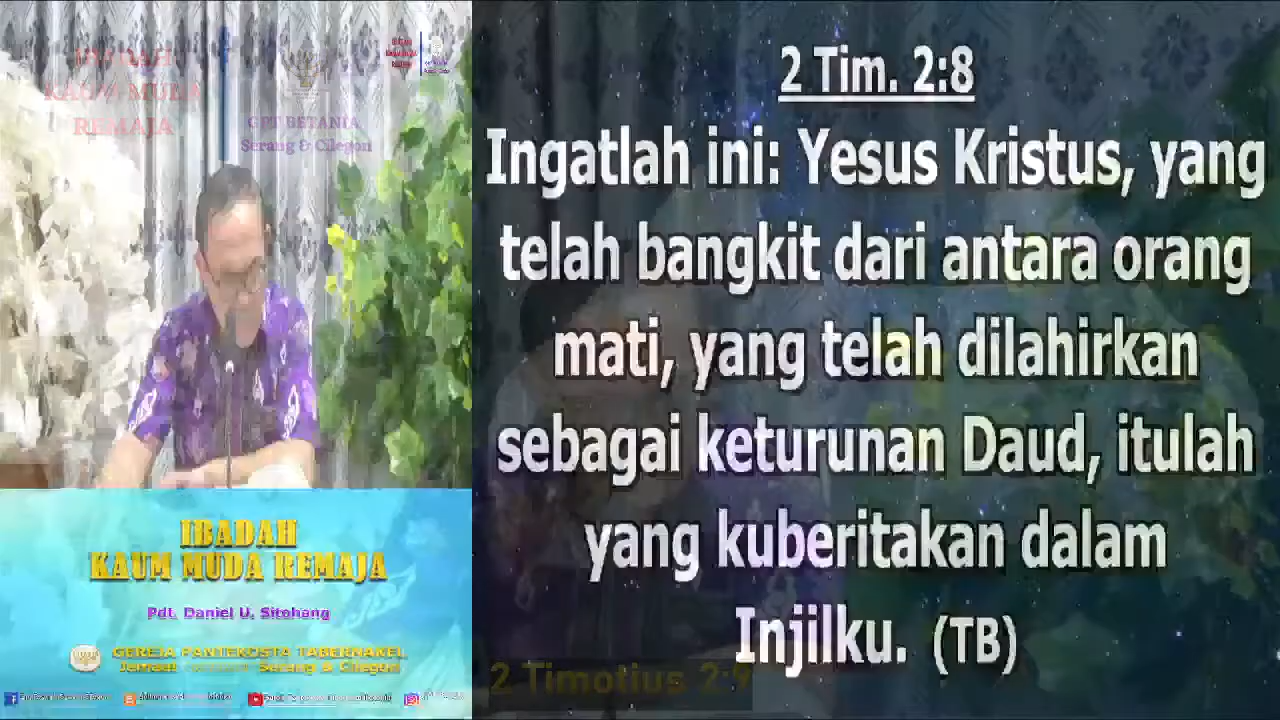 IBADAH
KAUM MUDA
REMAJA
GPT BETANIA
Serang & Cilegon
2 Tim. 2:8
Ingatlah ini: Yesus Kristus, yang
telah bangkit dari antara orang
mati, yang telah dilahirkan
sebagai keturunan Daud, itulah
yang kuberitakan dalam
Injilku. (TB)
2 Timotius 2:9
IBADAH
KAUM MUDA REMAJA
Pdt. Daniel U. Sitohang
GEREJA PANTEKOSTA TABERNAKEL
Jemaat Serang & Cilegon